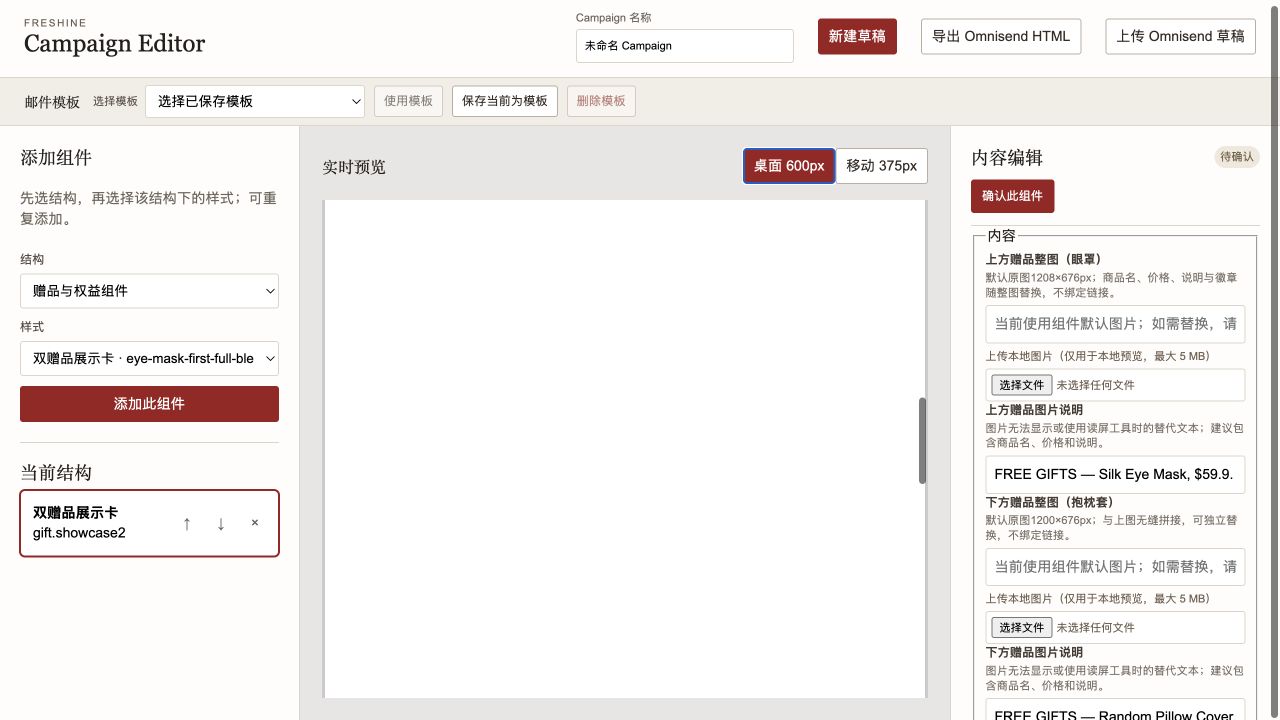 FRESHINE
Campaign Editor
Campaign 名称
未命名 Campaign
新建草稿
导出 Omnisend HTML
上传 Omnisend 草稿
邮件模板
选择模板
选择已保存模板
使用模板
保存当前为模板
删除模板
添加组件
先选结构，再选择该结构下的样式；可重
复添加。
结构
赠品与权益组件
样式
双赠品展示卡 · eye-mask-first-full-ble
添加此组件
当前结构
双赠品展示卡
gift.showcase2
↑
↓
×
实时预览
桌面 600px
移动 375px
内容编辑
待确认
确认此组件
内容
上方赠品整图（眼罩）
默认原图1208×676px；商品名、价格、说明与徽章
随整图替换，不绑定链接。
当前使用组件默认图片；如需替换，请
上传本地图片（仅用于本地预览，最大 5 MB）
选择文件 未选择任何文件
上方赠品图片说明
图片无法显示或使用读屏工具时的替代文本；建议包
含商品名、价格和说明。
FREE GIFTS — Silk Eye Mask, $59.9.
下方赠品整图（抱枕套）
默认原图1200×676px；与上图无缝拼接，可独立替
换，不绑定链接。
当前使用组件默认图片；如需替换，请
上传本地图片（仅用于本地预览，最大 5 MB）
选择文件 未选择任何文件
下方赠品图片说明
图片无法显示或使用读屏工具时的替代文本；建议包
含商品名、价格和说明。
FREE GIFTS — Random Pillow Cover